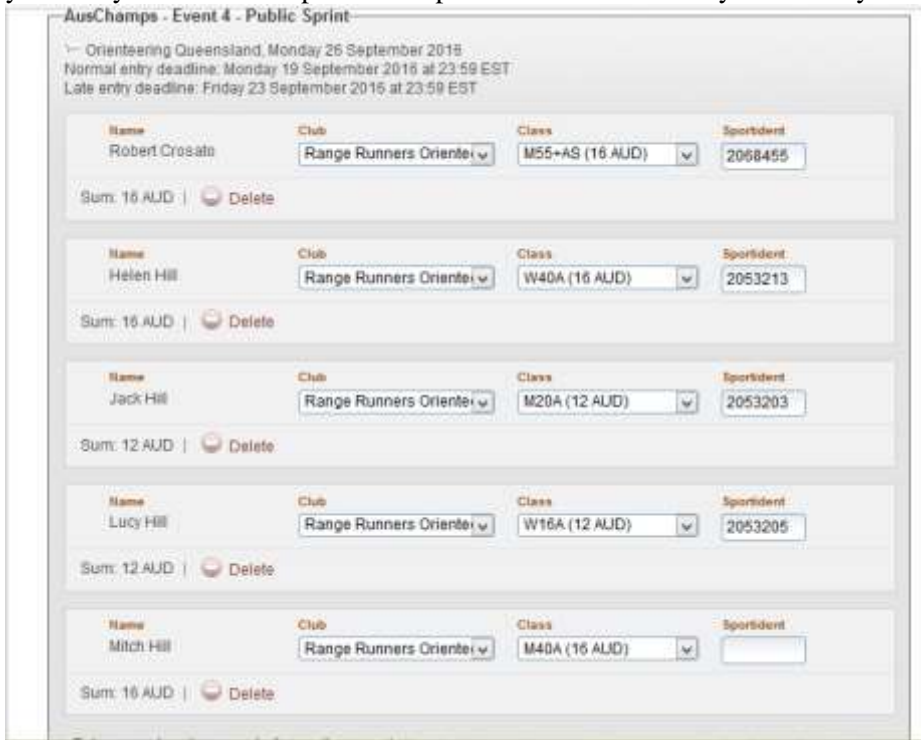 AusChamps - Event 4 - Public Sprint
Orienteering Queensland, Monday 26 September 2016
Normal entry deadline: Monday 19 September 2016 at 23:59 EST
Late entry deadline: Friday 23 September 2016 at 23:59 EST
Name Club Class Sportident
Robert Crosato Range Runners Oriente M55+AS (16 AUD) 2068455
Sum: 16 AUD | Delete
Name Club Class Sportident
Helen Hill Range Runners Oriente W40A (16 AUD) 2053213
Sum: 16 AUD | Delete
Name Club Class Sportident
Jack Hill Range Runners Oriente M20A (12 AUD) 2053203
Sum: 12 AUD | Delete
Name Club Class Sportident
Lucy Hill Range Runners Oriente W16A (12 AUD) 2053205
Sum: 12 AUD | Delete
Name Club Class Sportident
Mitch Hill Range Runners Oriente M40A (16 AUD)
Sum: 16 AUD | Delete